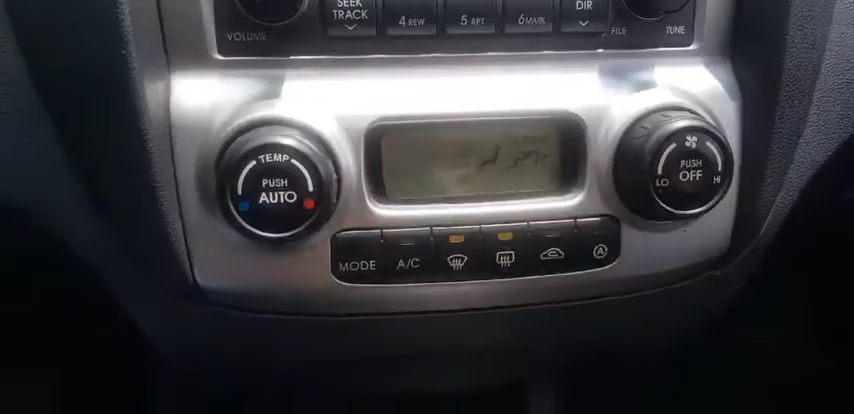 SEEK
TRACK
4 REW
5 RPT
6 MARK
DIR
VOLUME
FILE
TUNE
TEMP
PUSH
AUTO
PUSH
OFF
LO
HI
MODE
A/C
A